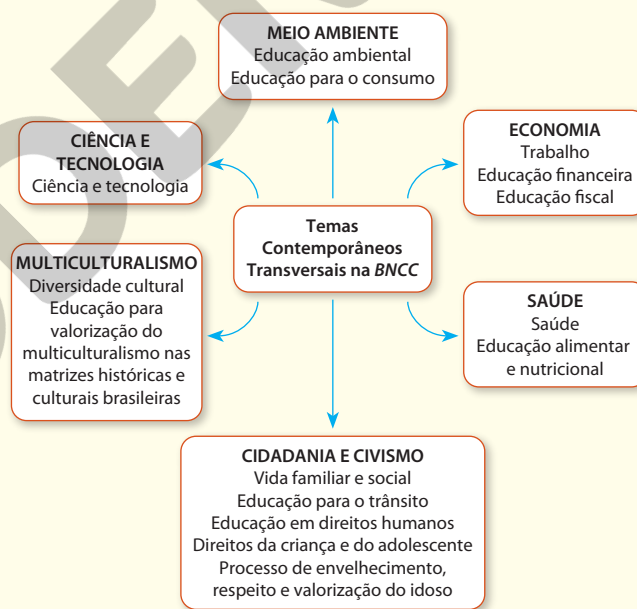 MEIO AMBIENTE
Educação ambiental
Educação para o consumo
CIÊNCIA E
TECNOLOGIA
Ciência e tecnologia
ECONOMIA
Trabalho
Educação financeira
Educação fiscal
Temas
Contemporâneos
Transversais na BNCC
MULTICULTURALISMO
Diversidade cultural
Educação para
valorização do
multiculturalismo nas
matrizes históricas e
culturais brasileiras
SAÚDE
Saúde
Educação alimentar
e nutricional
CIDADANIA E CIVISMO
Vida familiar e social
Educação para o trânsito
Educação em direitos humanos
Direitos da criança e do adolescente
Processo de envelhecimento,
respeito e valorização do idoso